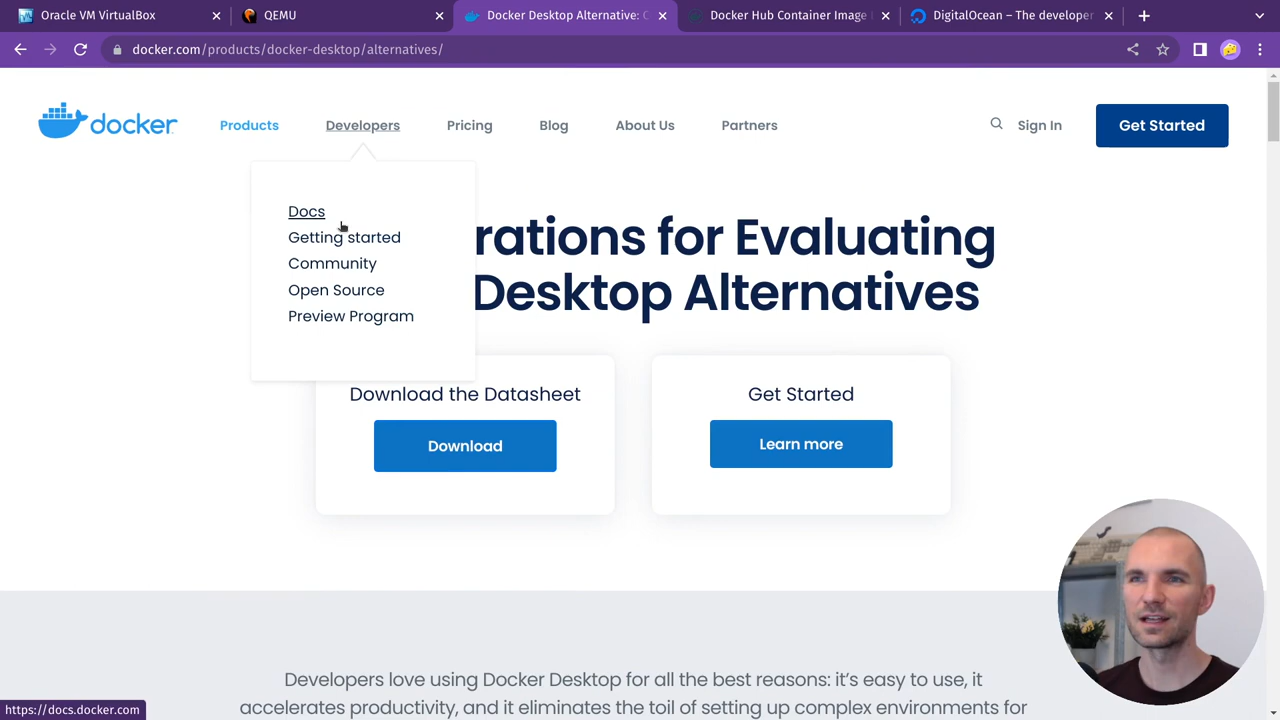 Oracle VM VirtualBox
QEMU
Docker Desktop Alternative: C
Docker Hub Container Image
DigitalOcean – The developer
docker.com/products/docker-desktop/alternatives/
docker
Products
Developers
Pricing
Blog
About Us
Partners
Sign In
Get Started
Docs
Getting started
Community
Open Source
Preview Program
rations for Evaluating
Desktop Alternatives
Download the Datasheet
Download
Get Started
Learn more
Developers love using Docker Desktop for all the best reasons: it's easy to use, it
accelerates productivity, and it eliminates the toil of setting up complex environments for
https://docs.docker.com